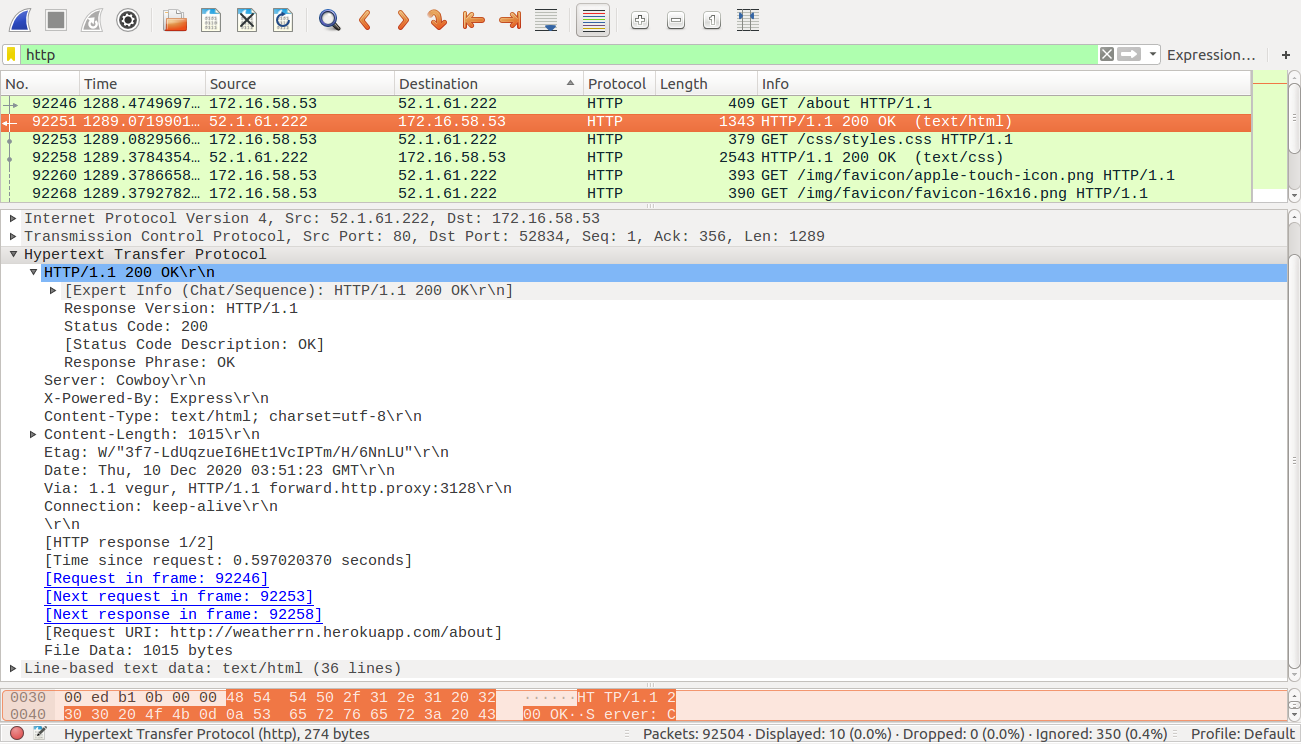 http Expression… +
No. Time Source Destination Protocol Length Info
92246 1288.4749697… 172.16.58.53 52.1.61.222 HTTP 409 GET /about HTTP/1.1
92251 1289.0719901… 52.1.61.222 172.16.58.53 HTTP 1343 HTTP/1.1 200 OK (text/html)
92253 1289.0829566… 172.16.58.53 52.1.61.222 HTTP 379 GET /css/styles.css HTTP/1.1
92258 1289.3784354… 52.1.61.222 172.16.58.53 HTTP 2543 HTTP/1.1 200 OK (text/css)
92260 1289.3786658… 172.16.58.53 52.1.61.222 HTTP 393 GET /img/favicon/apple-touch-icon.png HTTP/1.1
92268 1289.3792782… 172.16.58.53 52.1.61.222 HTTP 390 GET /img/favicon/favicon-16x16.png HTTP/1.1
Internet Protocol Version 4, Src: 52.1.61.222, Dst: 172.16.58.53
Transmission Control Protocol, Src Port: 80, Dst Port: 52834, Seq: 1, Ack: 356, Len: 1289
Hypertext Transfer Protocol
HTTP/1.1 200 OK\r\n
[Expert Info (Chat/Sequence): HTTP/1.1 200 OK\r\n]
Response Version: HTTP/1.1
Status Code: 200
[Status Code Description: OK]
Response Phrase: OK
Server: Cowboy\r\n
X-Powered-By: Express\r\n
Content-Type: text/html; charset=utf-8\r\n
Content-Length: 1015\r\n
Etag: W/"3f7-LdUqzueI6HEt1VcIPTm/H/6NnLU"\r\n
Date: Thu, 10 Dec 2020 03:51:23 GMT\r\n
Via: 1.1 vegur, HTTP/1.1 forward.http.proxy:3128\r\n
Connection: keep-alive\r\n
\r\n
[HTTP response 1/2]
[Time since request: 0.597020370 seconds]
[Request in frame: 92246]
[Next request in frame: 92253]
[Next response in frame: 92258]
[Request URI: http://weatherrn.herokuapp.com/about]
File Data: 1015 bytes
Line-based text data: text/html (36 lines)
0030 00 ed b1 0b 00 00 48 54 54 50 2f 31 2e 31 20 32 ······HT TP/1.1 2
0040 30 30 20 4f 4b 0d 0a 53 65 72 76 65 72 3a 20 43 00 OK··S erver: C
Hypertext Transfer Protocol (http), 274 bytes Packets: 92504 · Displayed: 10 (0.0%) · Dropped: 0 (0.0%) · Ignored: 350 (0.4%) Profile: Default